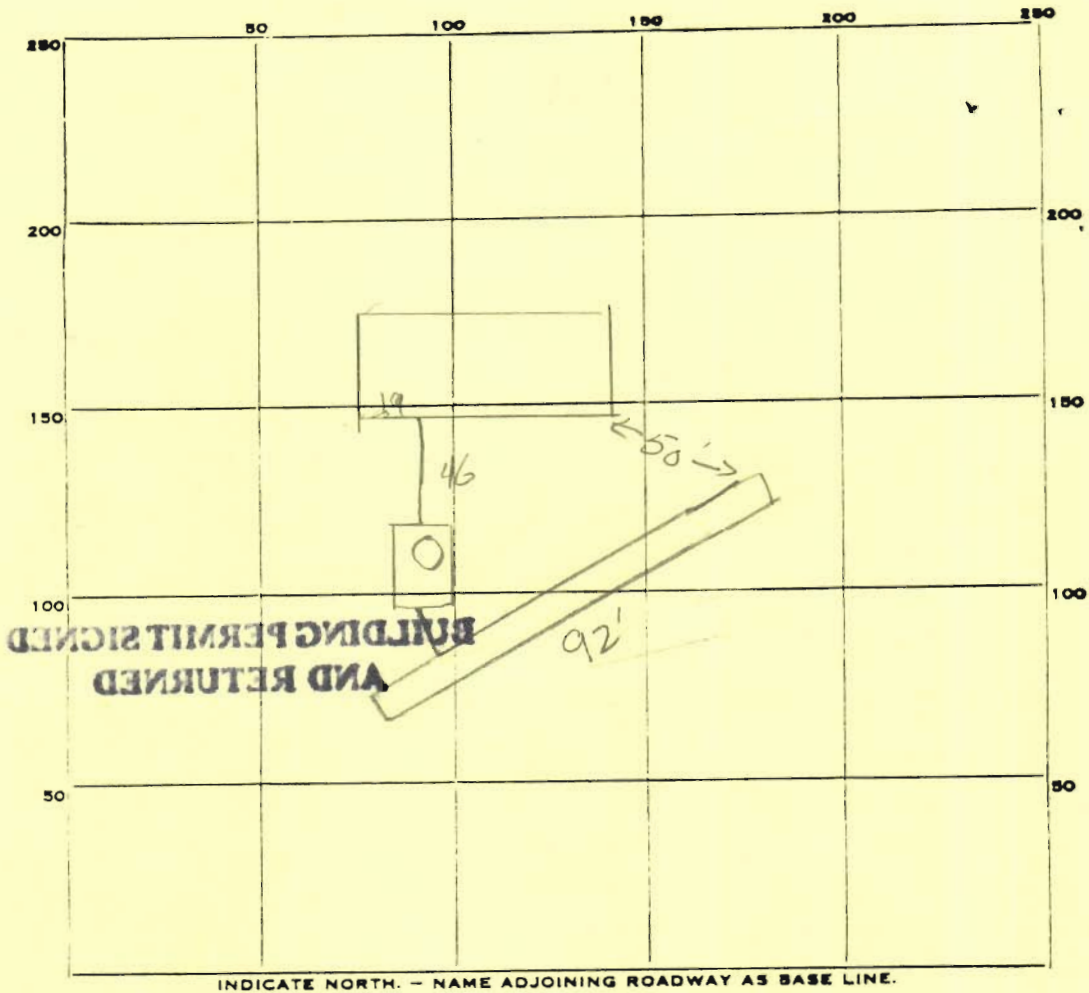 50 100 150 200 250
250
200 200
150 150
19
46
←50'→
100 100
BUILDING PERMIT SIGNED
AND RETURNED
92'
50 50
INDICATE NORTH. – NAME ADJOINING ROADWAY AS BASE LINE.